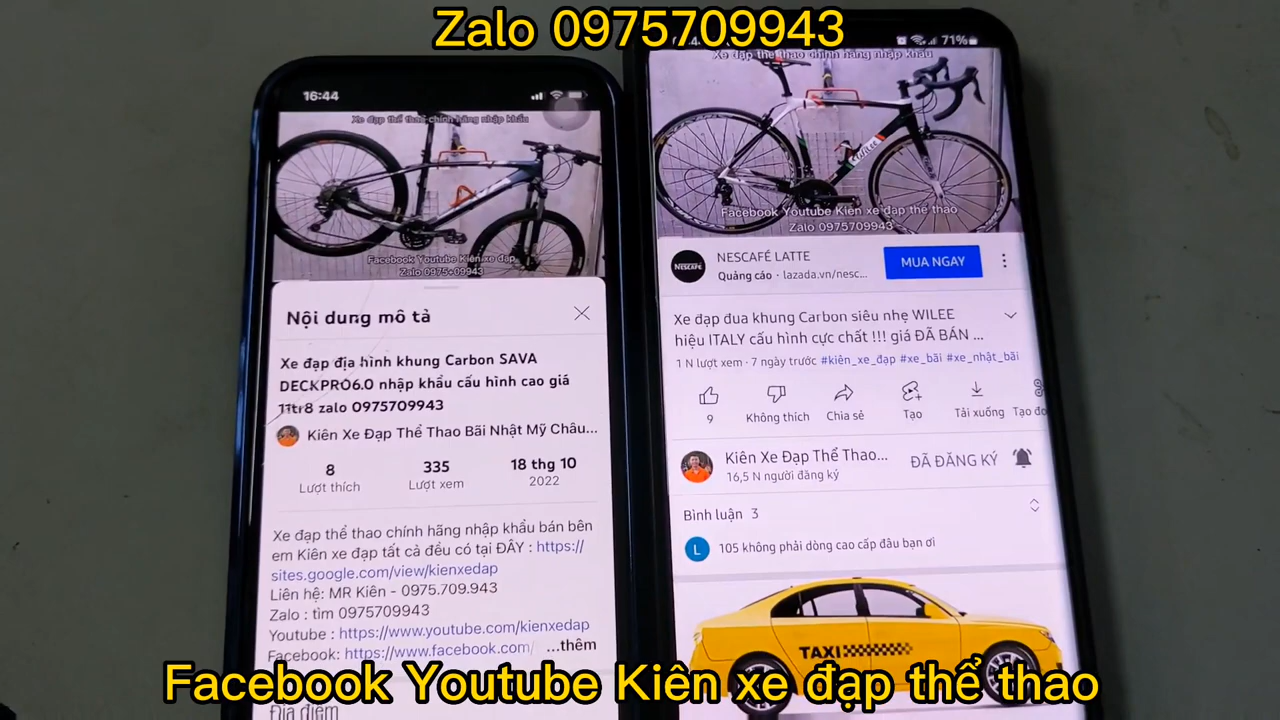 Zalo 0975709943
16:44
Xe đạp thể thao chính hãng nhập khẩu
Facebook Youtube Kiên xe đạp
Nội dung mô tả
Xe đạp địa hình khung Carbon SAVA
DECKPRO6.0 nhập khẩu cấu hình cao giá
11tr8 zalo 0975709943
Kiên Xe Đạp Thể Thao Bãi Nhật Mỹ Châu...
8
Lượt thích
335
Lượt xem
18 thg 10
2022
Xe đạp thể thao chính hãng nhập khẩu bán bên
em Kiên xe đạp tất cả đều có tại ĐÂY : https://
sites.google.com/view/kienxedap
Liên hệ: MR Kiên - 0975.709.943
Zalo : tìm 0975709943
Youtube : https://www.youtube.com/kienxedap
Facebook: https://www.facebook.com/ ...thêm
Địa điểm
71%
Xe đạp thể thao chính hãng nhập khẩu
Facebook Youtube Kiên xe đạp thể thao
Zalo 0975709943
NESCAFÉ
NESCAFÉ LATTE
Quảng cáo · lazada.vn/nesc...
MUA NGAY
Xe đạp đua khung Carbon siêu nhẹ WILEE
hiệu ITALY cấu hình cực chất !!! giá ĐÃ BÁN ...
1 N lượt xem · 7 ngày trước #kiên_xe_đạp #xe_bãi #xe_nhật_bãi
9
Không thích
Chia sẻ
Tạo
Tải xuống
Tạo đo
Kiên Xe Đạp Thể Thao...
16,5 N người đăng ký
ĐÃ ĐĂNG KÝ
Bình luận 3
L
105 không phải dòng cao cấp đâu bạn ơi
TAXI
Facebook Youtube Kiên xe đạp thể thao